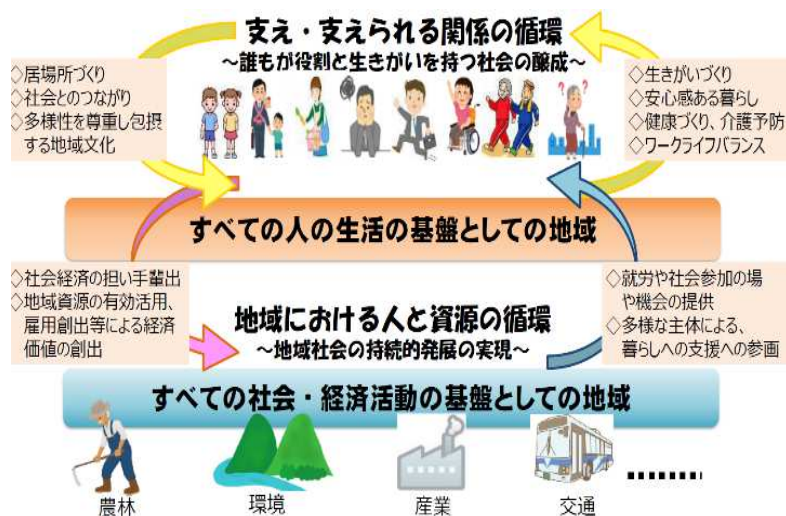 支え・支えられる関係の循環
～誰もが役割と生きがいを持つ社会の醸成～
◇居場所づくり
◇社会とのつながり
◇多様性を尊重し包摂
する地域文化
◇生きがいづくり
◇安心感ある暮らし
◇健康づくり、介護予防
◇ワークライフバランス
すべての人の生活の基盤としての地域
◇社会経済の担い手輩出
◇地域資源の有効活用、
雇用創出等による経済
価値の創出
地域における人と資源の循環
～地域社会の持続的発展の実現～
◇就労や社会参加の場
や機会の提供
◇多様な主体による、
暮らしへの支援への参画
すべての社会・経済活動の基盤としての地域
農林
環境
産業
交通